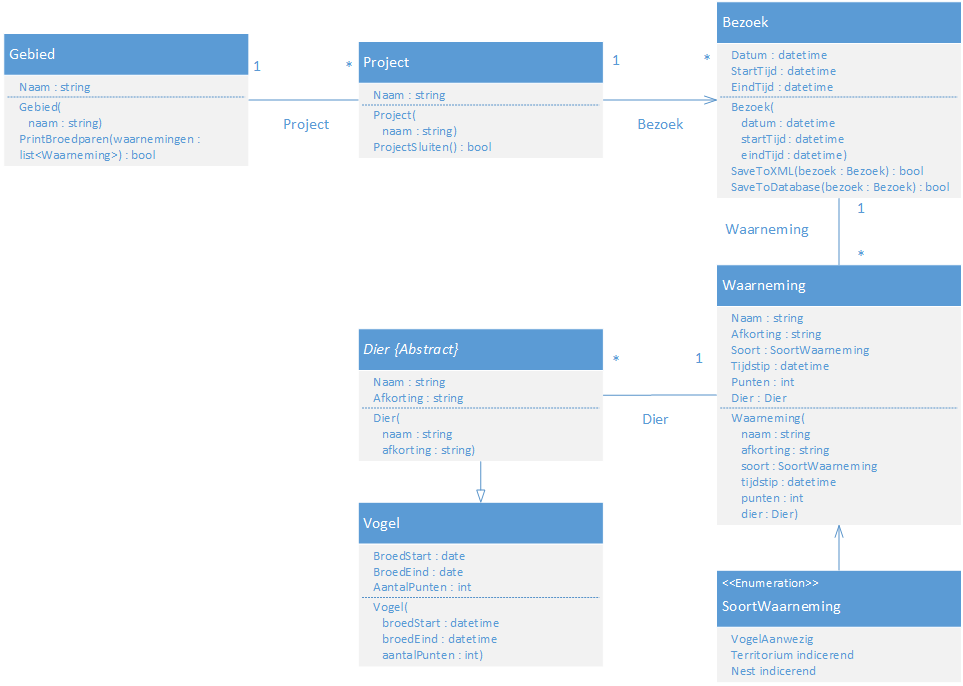 Gebied
Naam : string
Gebied(
naam : string)
PrintBroedparen(waarnemingen :
list<Waarneming>) : bool
1
*
Project
Project
Naam : string
Project(
naam : string)
ProjectSluiten() : bool
1
*
Bezoek
Bezoek
Datum : datetime
StartTijd : datetime
EindTijd : datetime
Bezoek(
datum : datetime
startTijd : datetime
eindTijd : datetime)
SaveToXML(bezoek : Bezoek) : bool
SaveToDatabase(bezoek : Bezoek) : bool
1
Waarneming
*
Waarneming
Naam : string
Afkorting : string
Soort : SoortWaarneming
Tijdstip : datetime
Punten : int
Dier : Dier
Waarneming(
naam : string
afkorting : string
soort : SoortWaarneming
tijdstip : datetime
punten : int
dier : Dier)
Dier {Abstract}
Naam : string
Afkorting : string
Dier(
naam : string
afkorting : string)
*
1
Dier
Vogel
BroedStart : date
BroedEind : date
AantalPunten : int
Vogel(
broedStart : datetime
broedEind : datetime
aantalPunten : int)
<<Enumeration>>
SoortWaarneming
VogelAanwezig
Territorium indicerend
Nest indicerend